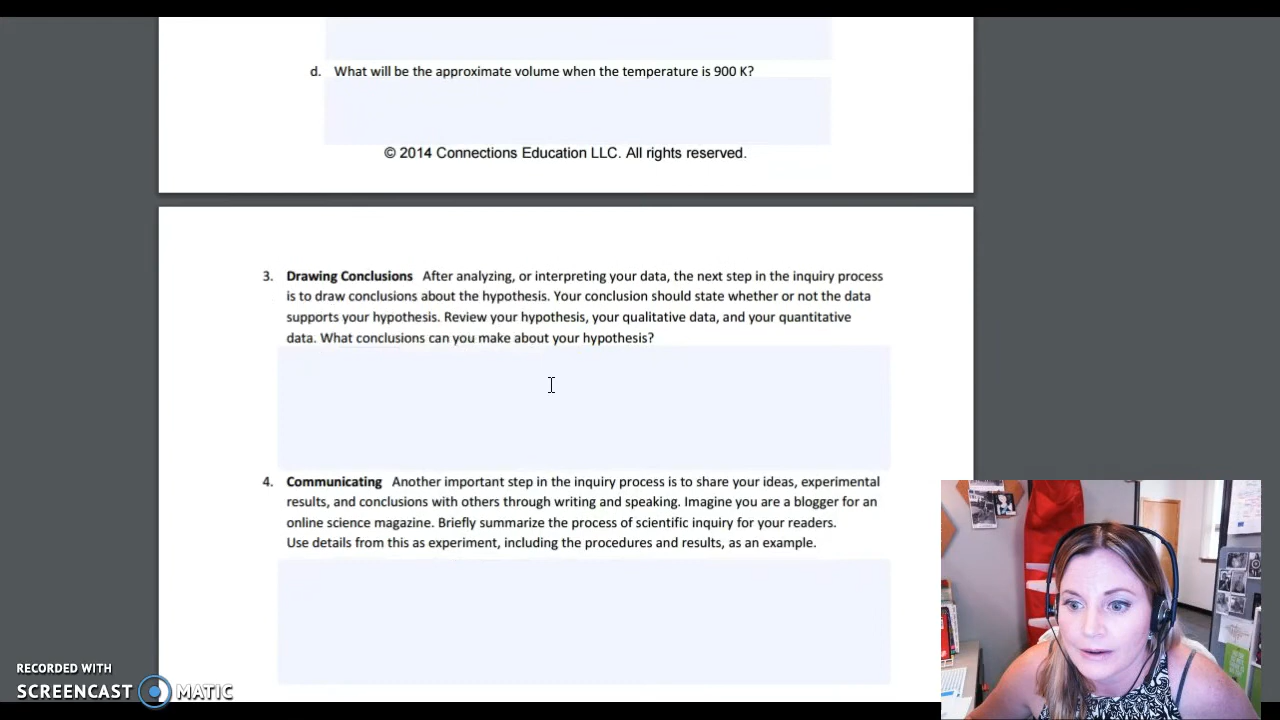 d. What will be the approximate volume when the temperature is 900 K?
© 2014 Connections Education LLC. All rights reserved.
3. Drawing Conclusions After analyzing, or interpreting your data, the next step in the inquiry process
is to draw conclusions about the hypothesis. Your conclusion should state whether or not the data
supports your hypothesis. Review your hypothesis, your qualitative data, and your quantitative
data. What conclusions can you make about your hypothesis?
4. Communicating Another important step in the inquiry process is to share your ideas, experimental
results, and conclusions with others through writing and speaking. Imagine you are a blogger for an
online science magazine. Briefly summarize the process of scientific inquiry for your readers.
Use details from this as experiment, including the procedures and results, as an example.
RECORDED WITH
SCREENCAST MATIC